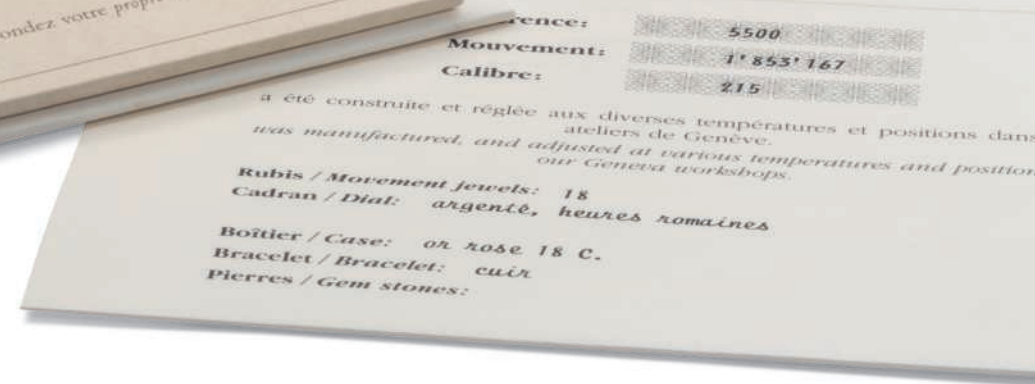 ondez votre propre
rence: 5500
Mouvement: 1'853'167
Calibre: 215
a été construite et réglée aux diverses températures et positions dans
ateliers de Genève.
was manufactured, and adjusted at various temperatures and position
our Geneva workshops.
Rubis / Movement jewels: 18
Cadran / Dial: argenté, heures romaines
Boîtier / Case: or rose 18 C.
Bracelet / Bracelet: cuir
Pierres / Gem stones: